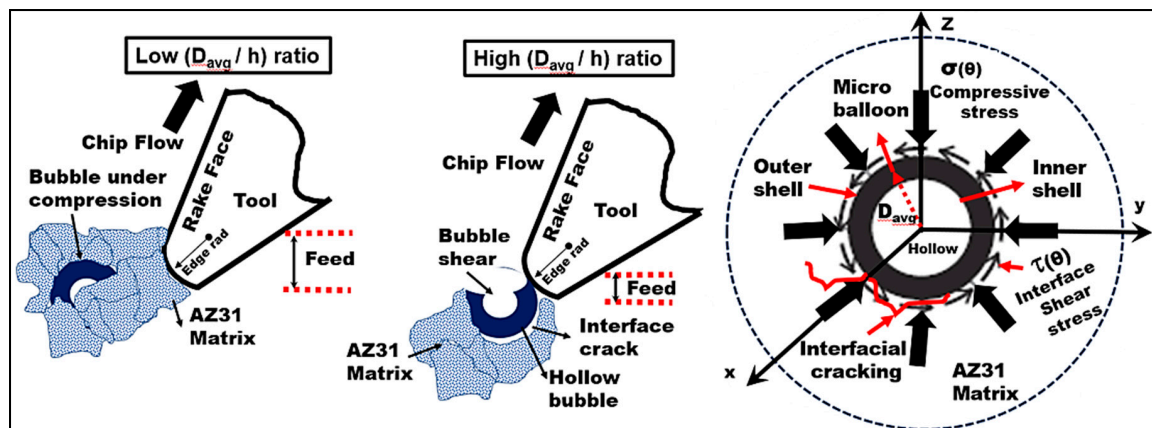 Low (Davg / h) ratio
Chip Flow
Bubble under
compression
Rake Face
Tool
Edge rad
Feed
AZ31
Matrix
High (Davg / h) ratio
Chip Flow
Rake Face
Tool
Bubble
shear
Edge rad
Feed
Interface
crack
AZ31
Matrix
Hollow
bubble
Z
σ(θ)
Compressive
stress
Micro
balloon
Outer
shell
Inner
shell
Davg
Hollow
y
τ(θ)
Interface
Shear
stress
x
Interfacial
cracking
AZ31
Matrix